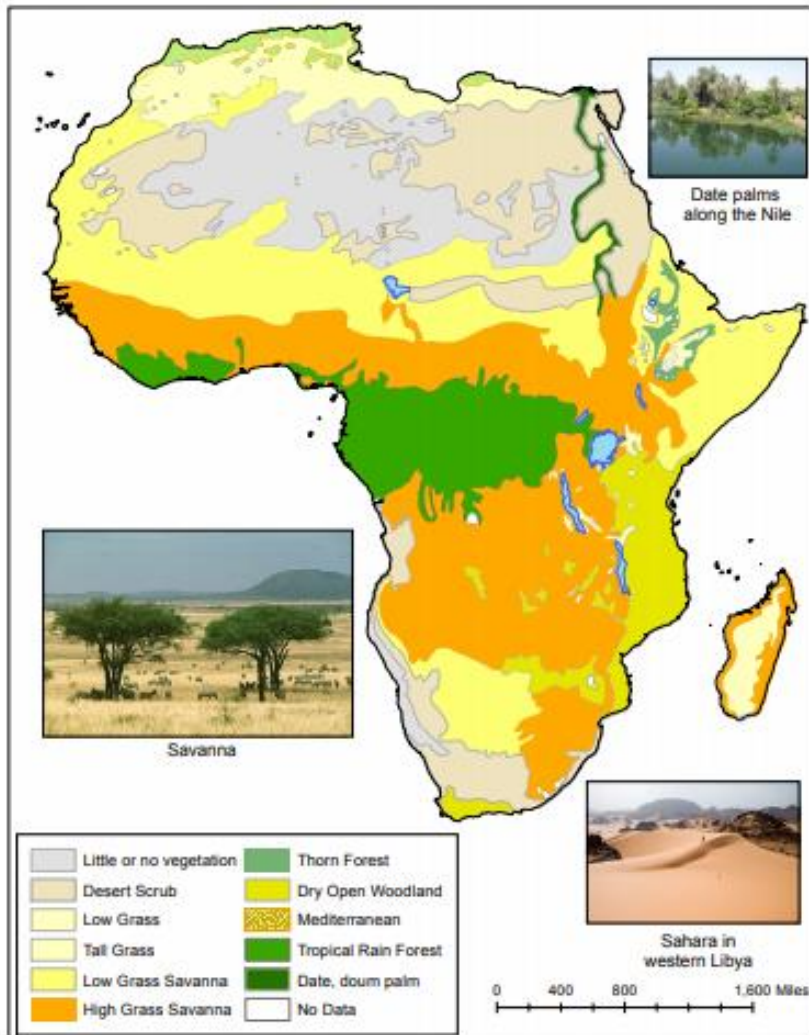 Date palms
along the Nile
Savanna
Sahara in
western Libya
Little or no vegetation
Desert Scrub
Low Grass
Tall Grass
Low Grass Savanna
High Grass Savanna
Thorn Forest
Dry Open Woodland
Mediterranean
Tropical Rain Forest
Date, doum palm
No Data
0 400 800 1,600 Miles